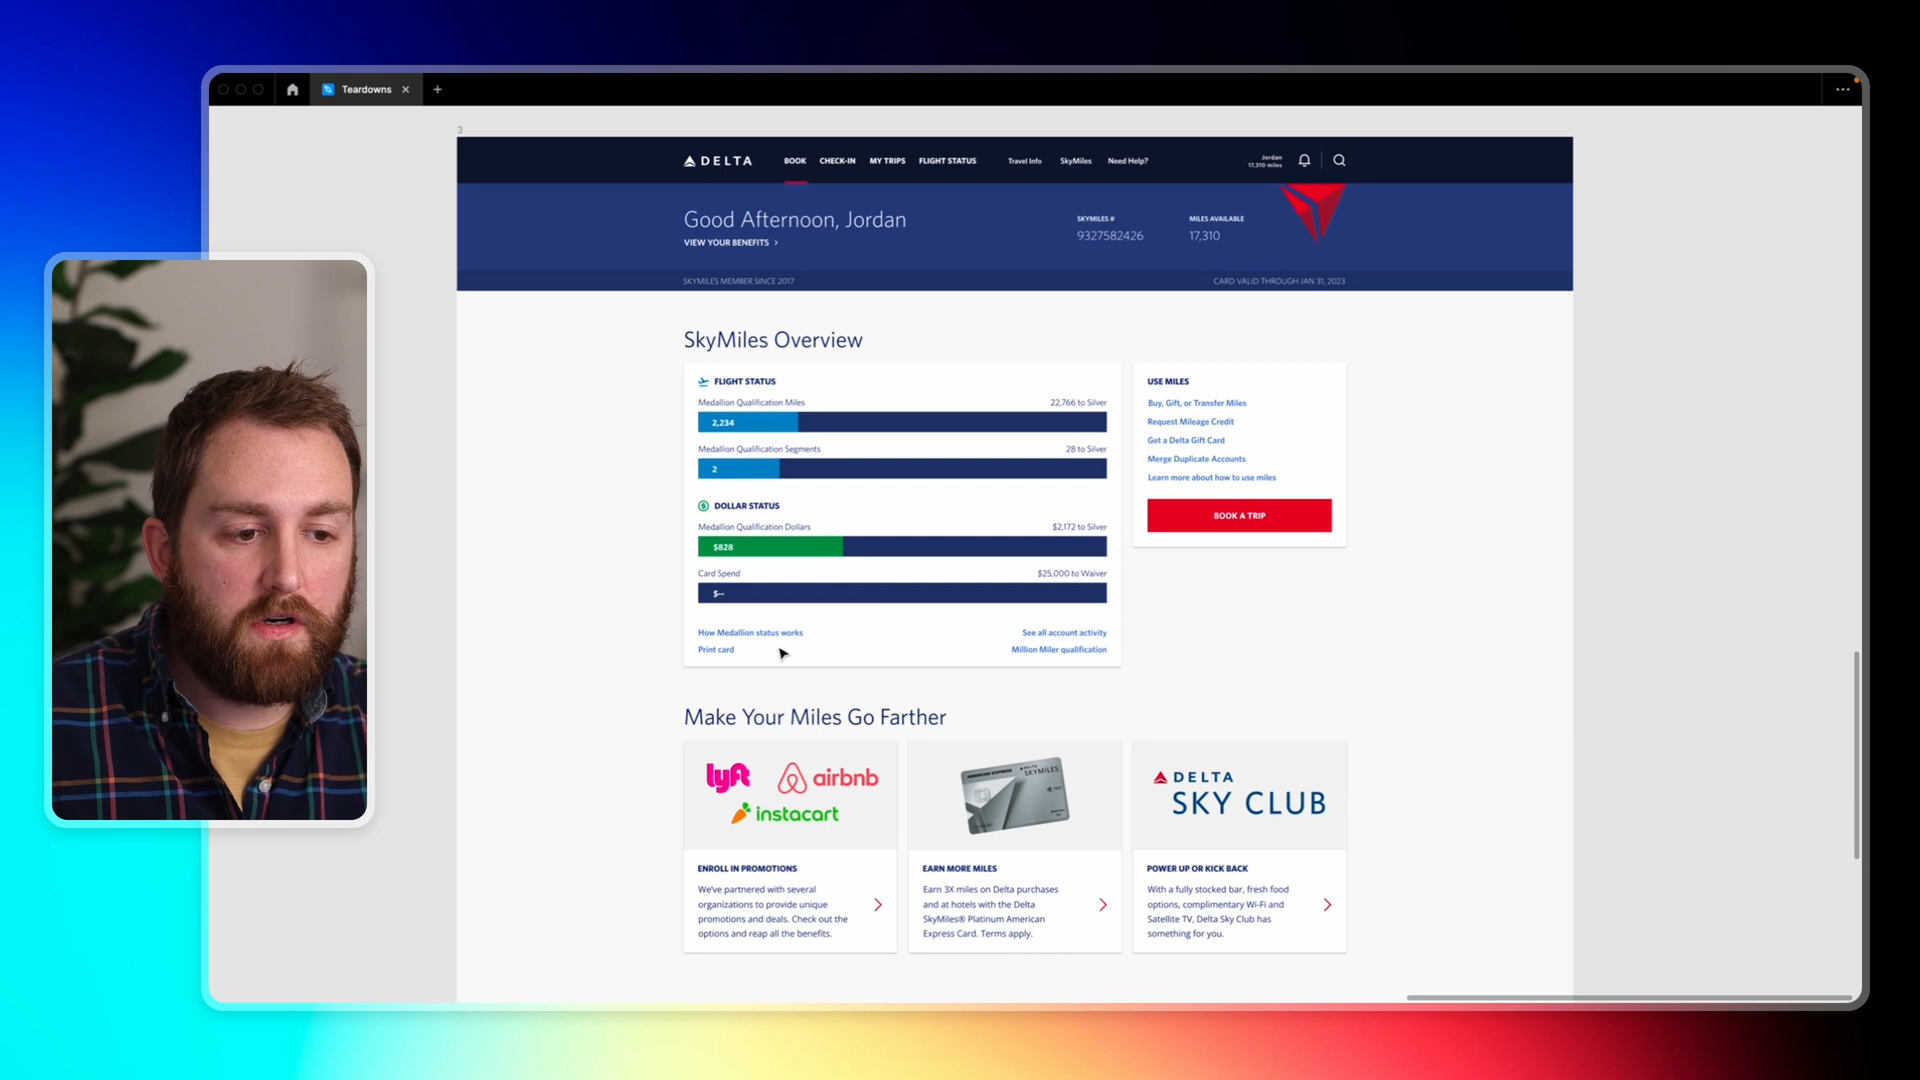 Teardowns
3
DELTA
BOOK CHECK-IN MY TRIPS FLIGHT STATUS Travel Info SkyMiles Need Help?
Jordan
17,310 miles
Good Afternoon, Jordan
VIEW YOUR BENEFITS
SKYMILES #
9327582426
MILES AVAILABLE
17,310
SKYMILES MEMBER SINCE 2017
CARD VALID THROUGH JAN 31, 2023
SkyMiles Overview
FLIGHT STATUS
Medallion Qualification Miles 22,766 to Silver
2,234
Medallion Qualification Segments 28 to Silver
2
DOLLAR STATUS
Medallion Qualification Dollars $2,172 to Silver
$828
Card Spend $25,000 to Waiver
$--
How Medallion status works See all account activity
Print card Million Miler qualification
USE MILES
Buy, Gift, or Transfer Miles
Request Mileage Credit
Get a Delta Gift Card
Merge Duplicate Accounts
Learn more about how to use miles
BOOK A TRIP
Make Your Miles Go Farther
lyft airbnb
instacart
ENROLL IN PROMOTIONS
We've partnered with several
organizations to provide unique
promotions and deals. Check out the
options and reap all the benefits.
AMERICAN EXPRESS
SKYMILES
EARN MORE MILES
Earn 3X miles on Delta purchases
and at hotels with the Delta
SkyMiles® Platinum American
Express Card. Terms apply.
DELTA
SKY CLUB
POWER UP OR KICK BACK
With a fully stocked bar, fresh food
options, complimentary Wi-Fi and
Satellite TV, Delta Sky Club has
something for you.